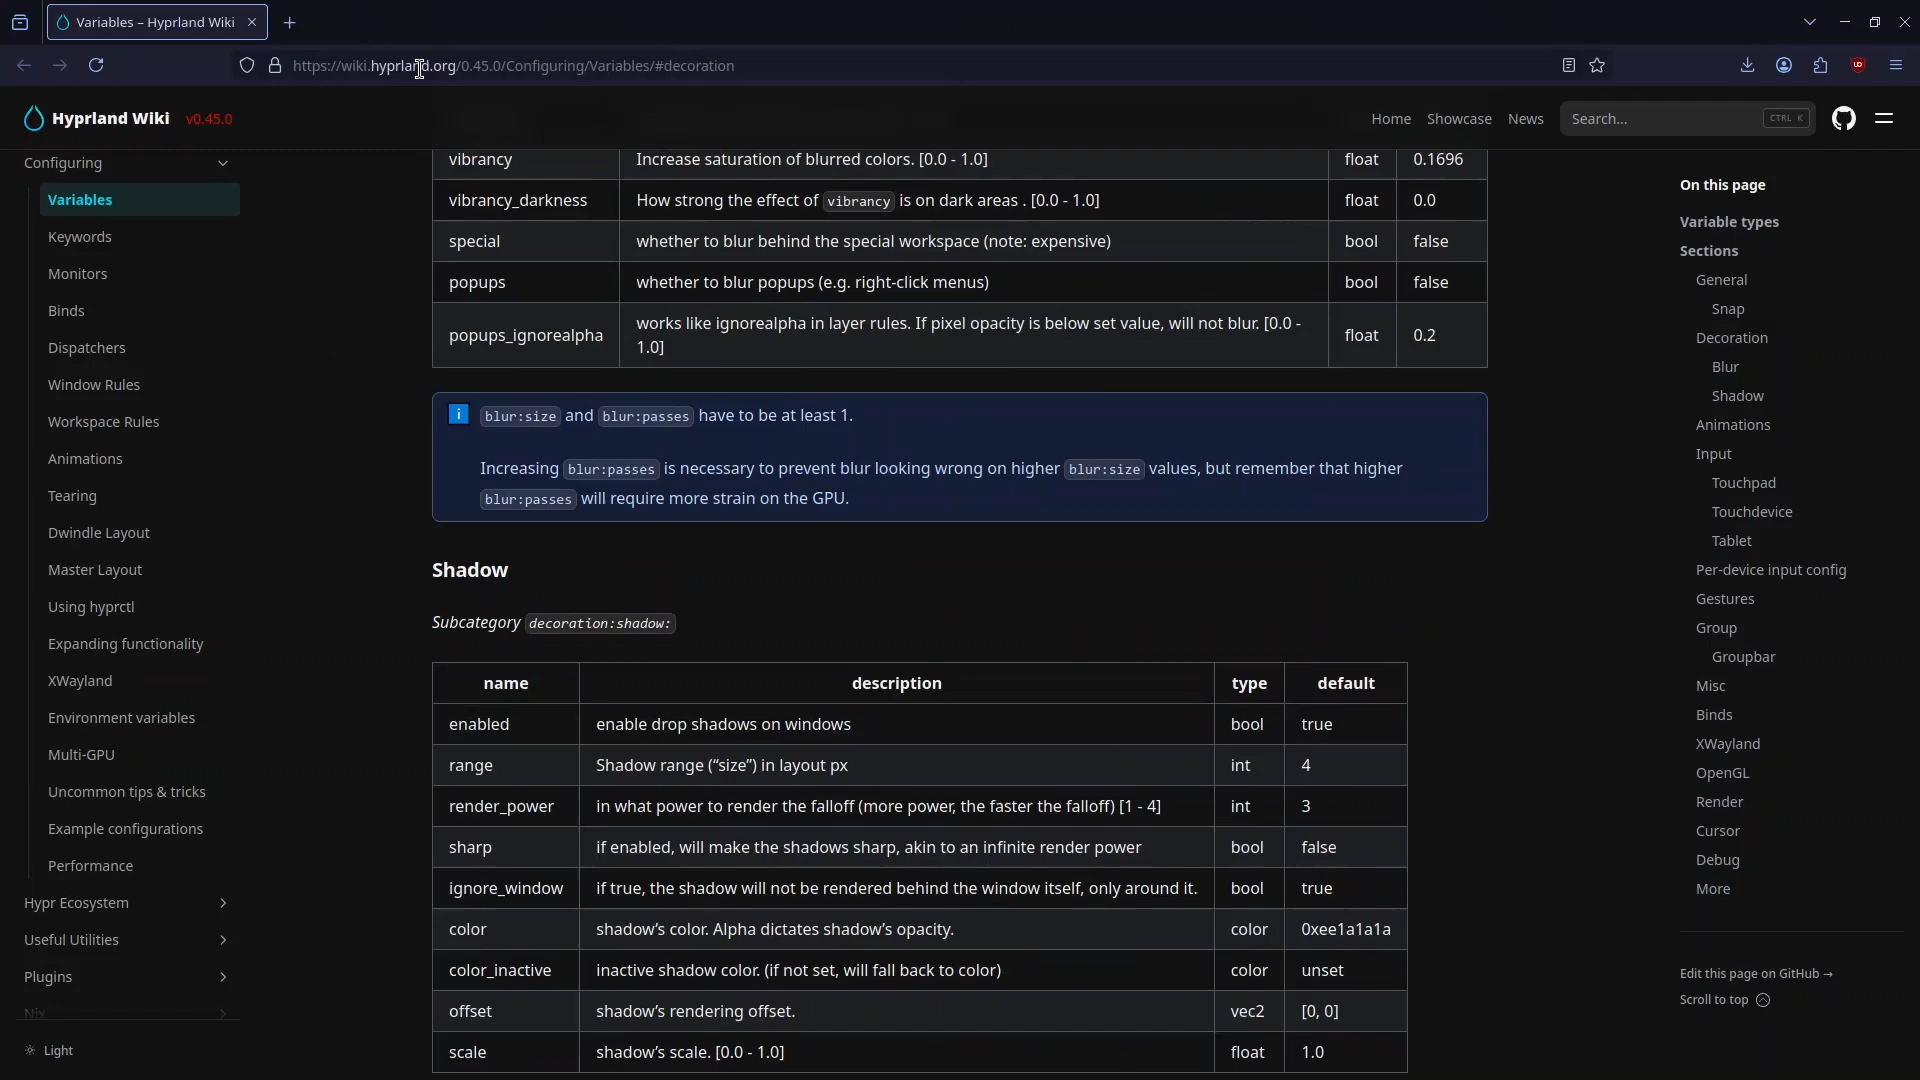 Variables – Hyprland Wiki
https://wiki.hyprland.org/0.45.0/Configuring/Variables/#decoration
Hyprland Wiki v0.45.0
Home Showcase News Search... CTRL K
Configuring
Variables
Keywords
Monitors
Binds
Dispatchers
Window Rules
Workspace Rules
Animations
Tearing
Dwindle Layout
Master Layout
Using hyprctl
Expanding functionality
XWayland
Environment variables
Multi-GPU
Uncommon tips & tricks
Example configurations
Performance
Hypr Ecosystem
Useful Utilities
Plugins
Nix
Light
vibrancy Increase saturation of blurred colors. [0.0 - 1.0] float 0.1696
vibrancy_darkness How strong the effect of vibrancy is on dark areas . [0.0 - 1.0] float 0.0
special whether to blur behind the special workspace (note: expensive) bool false
popups whether to blur popups (e.g. right-click menus) bool false
popups_ignorealpha works like ignorealpha in layer rules. If pixel opacity is below set value, will not blur. [0.0 -
1.0] float 0.2
i blur:size and blur:passes have to be at least 1.
Increasing blur:passes is necessary to prevent blur looking wrong on higher blur:size values, but remember that higher
blur:passes will require more strain on the GPU.
Shadow
Subcategory decoration:shadow:
name description type default
enabled enable drop shadows on windows bool true
range Shadow range (“size”) in layout px int 4
render_power in what power to render the falloff (more power, the faster the falloff) [1 - 4] int 3
sharp if enabled, will make the shadows sharp, akin to an infinite render power bool false
ignore_window if true, the shadow will not be rendered behind the window itself, only around it. bool true
color shadow’s color. Alpha dictates shadow’s opacity. color 0xee1a1a1a
color_inactive inactive shadow color. (if not set, will fall back to color) color unset
offset shadow’s rendering offset. vec2 [0, 0]
scale shadow’s scale. [0.0 - 1.0] float 1.0
On this page
Variable types
Sections
General
Snap
Decoration
Blur
Shadow
Animations
Input
Touchpad
Touchdevice
Tablet
Per-device input config
Gestures
Group
Groupbar
Misc
Binds
XWayland
OpenGL
Render
Cursor
Debug
More
Edit this page on GitHub →
Scroll to top